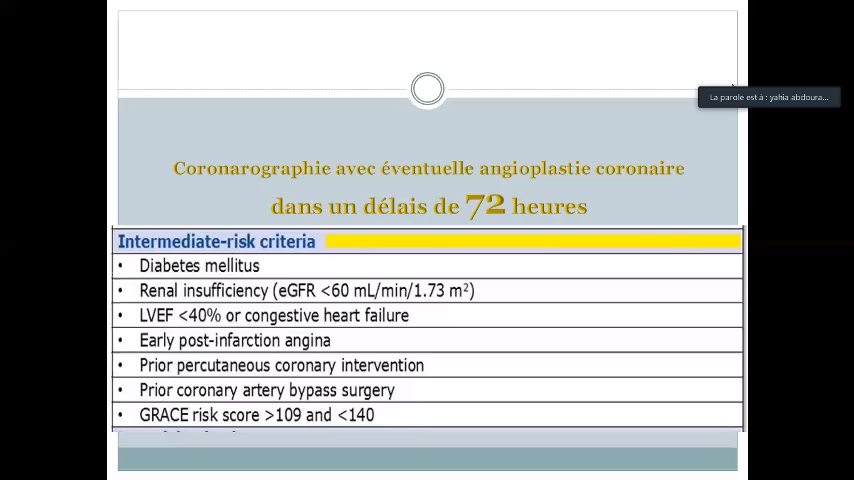 La parole est à : yahia abdoura...
Coronarographie avec éventuelle angioplastie coronaire
dans un délais de 72 heures
Intermediate-risk criteria
• Diabetes mellitus
• Renal insufficiency (eGFR <60 mL/min/1.73 m²)
• LVEF <40% or congestive heart failure
• Early post-infarction angina
• Prior percutaneous coronary intervention
• Prior coronary artery bypass surgery
• GRACE risk score >109 and <140